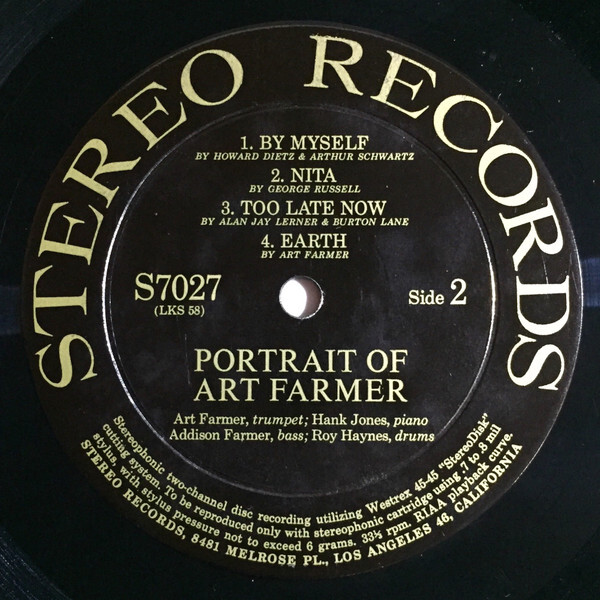 STEREO RECORDS
1. BY MYSELF
BY HOWARD DIETZ & ARTHUR SCHWARTZ
2. NITA
BY GEORGE RUSSELL
3. TOO LATE NOW
BY ALAN JAY LERNER & BURTON LANE
4. EARTH
BY ART FARMER
S7027
(LKS 58)
Side 2
PORTRAIT OF
ART FARMER
Art Farmer, trumpet; Hank Jones, piano
Addison Farmer, bass; Roy Haynes, drums
Stereophonic two-channel disc recording utilizing Westrex 45-45 "StereoDisk"
cutting system. To be reproduced only with stereophonic cartridge using .7 to .8 mil
stylus, with stylus pressure not to exceed 6 grams. 33⅓ rpm. RIAA playback curve.
STEREO RECORDS, 8481 MELROSE PL., LOS ANGELES 46, CALIFORNIA